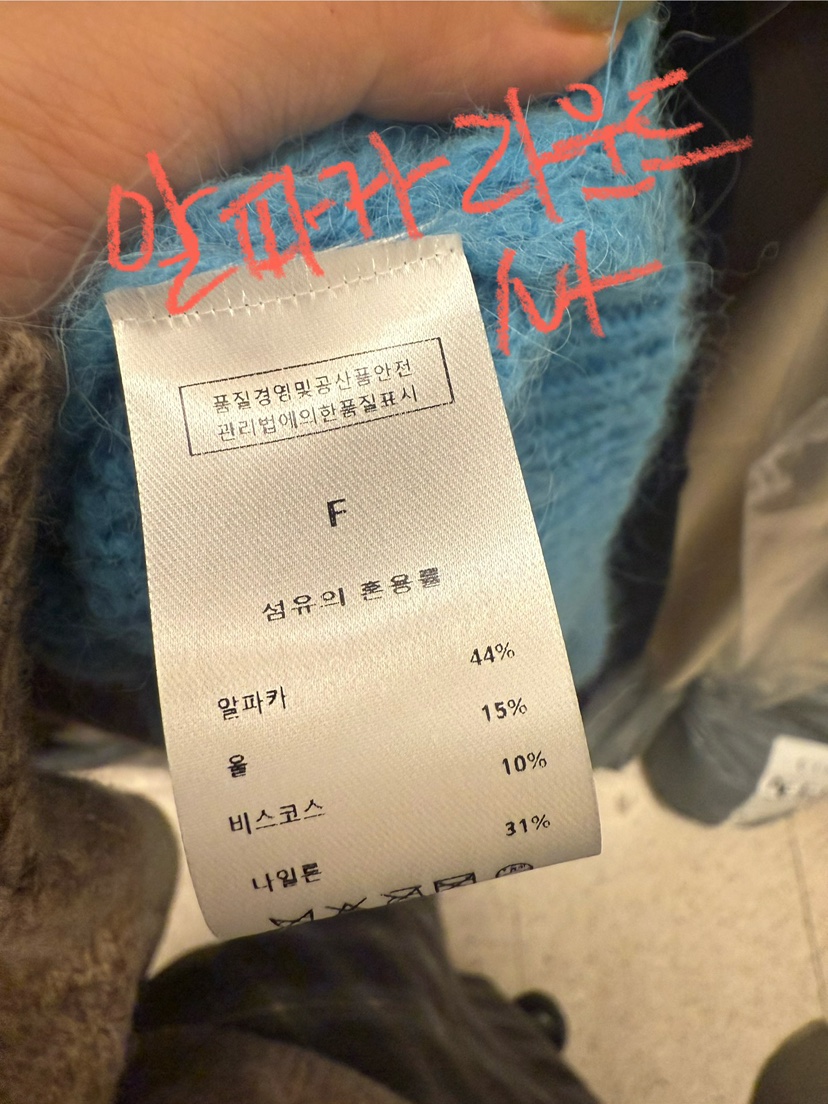 알파카 라운드
Nt
품질경영및공산품안전
관리법에의한품질표시
F
섬유의 혼용률
알파카 44%
울 15%
비스코스 10%
나일론 31%